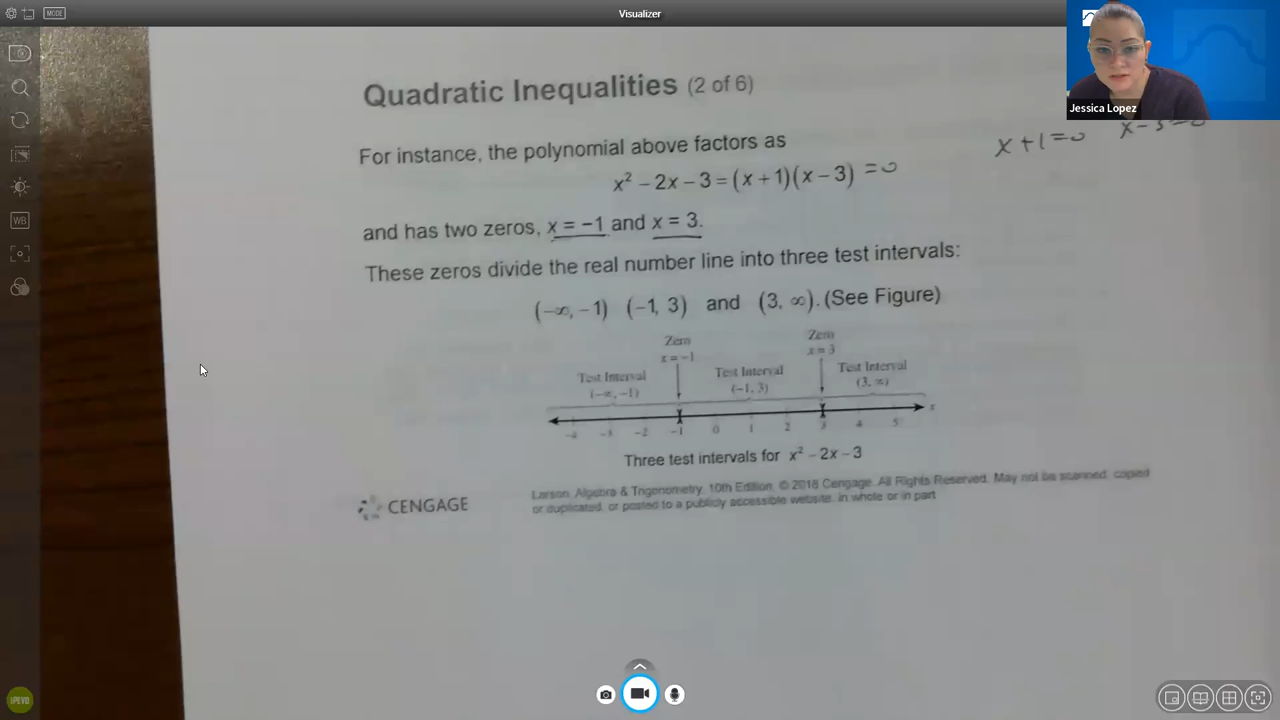 MODE
Visualizer
Jessica Lopez
Quadratic Inequalities (2 of 6)
x+1=0 x-3=0
For instance, the polynomial above factors as
x² − 2x − 3 = (x + 1)(x − 3) =0
and has two zeros, x = −1 and x = 3.
These zeros divide the real number line into three test intervals:
(−∞, −1) (−1, 3) and (3, ∞). (See Figure)
Zero
x = −1
Zero
x = 3
Test Interval
(−∞, −1)
Test Interval
(−1, 3)
Test Interval
(3, ∞)
−4 −3 −2 −1 0 1 2 3 4 5 x
Three test intervals for x² − 2x − 3
CENGAGE
Larson, Algebra & Trigonometry, 10th Edition. © 2018 Cengage. All Rights Reserved. May not be scanned, copied
or duplicated, or posted to a publicly accessible website, in whole or in part
WB
iPEVO